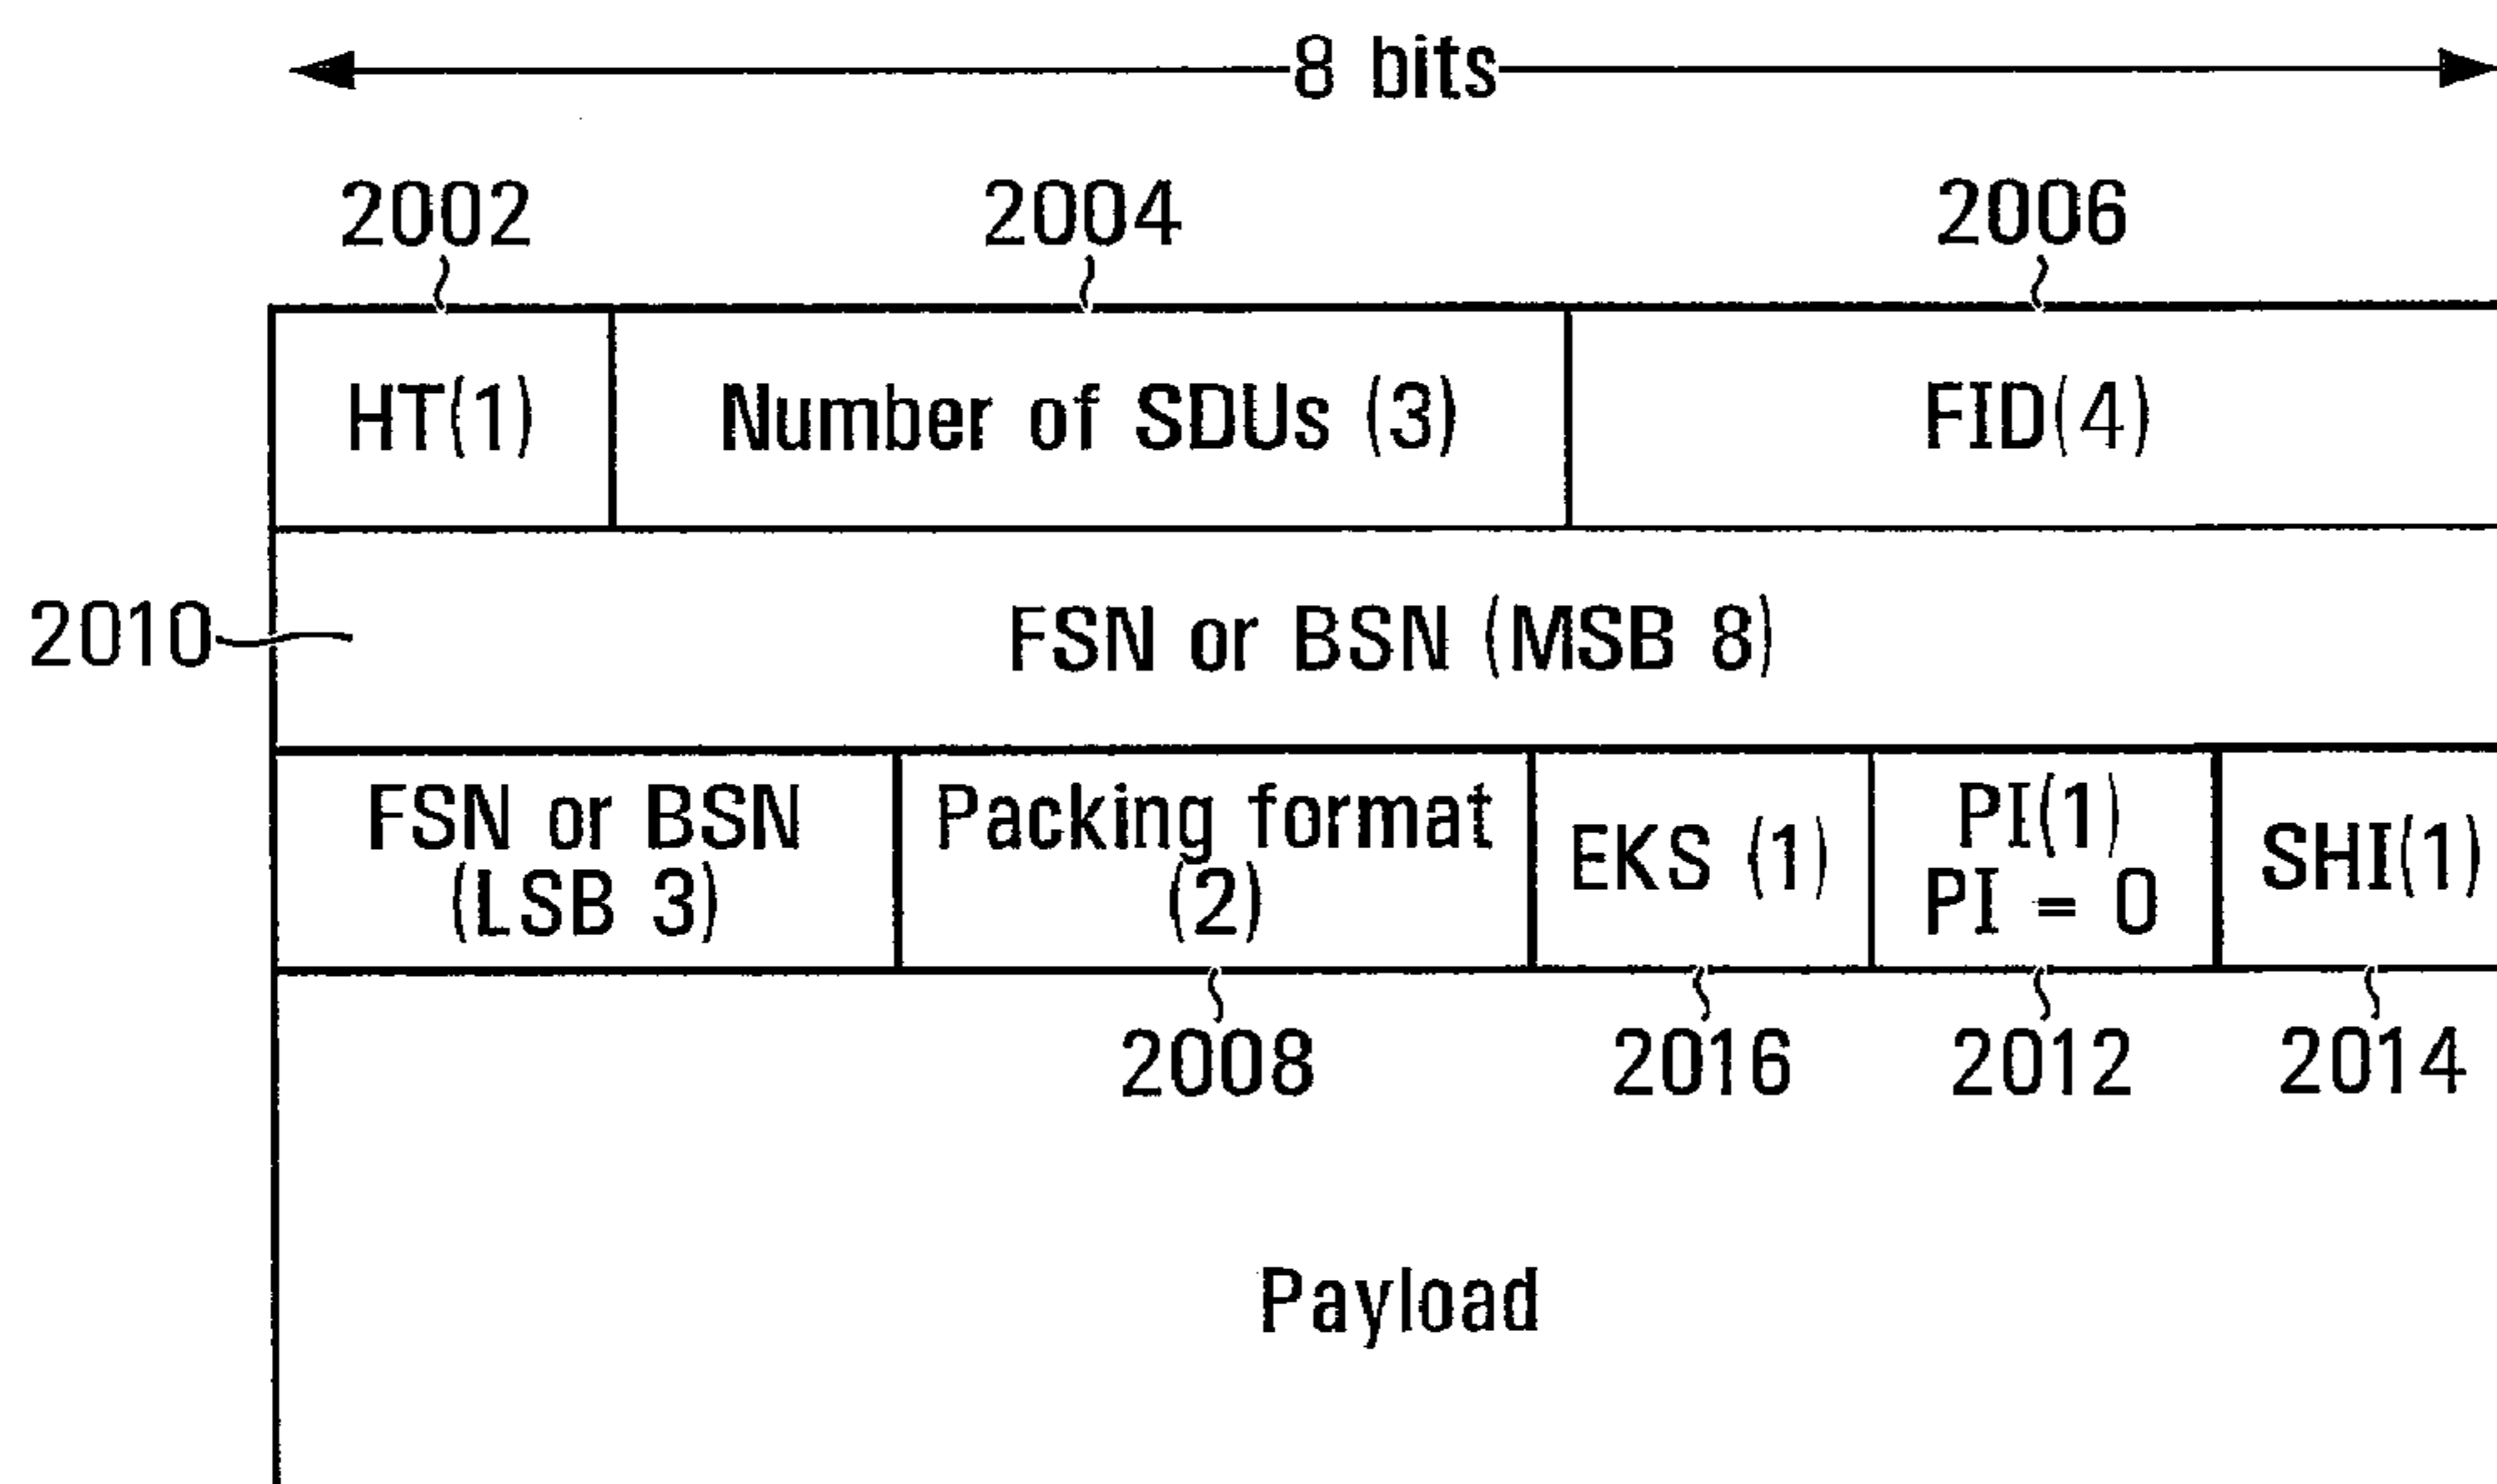 8 bits
2002 2004 2006
HT(1) Number of SDUs (3) FID(4)
2010 FSN or BSN (MSB 8)
FSN or BSN
(LSB 3)
Packing format
(2)
EKS (1)
PI(1)
PI = 0
SHI(1)
2008 2016 2012 2014
Payload